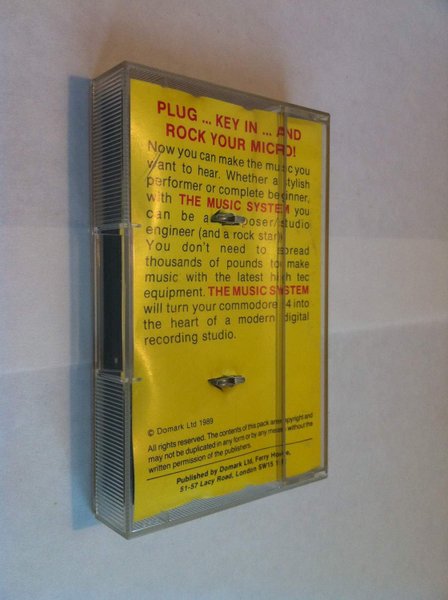 PLUG ... KEY IN ... AND
ROCK YOUR MICRO!
Now you can make the music you
want to hear. Whether a stylish
performer or complete beginner,
with THE MUSIC SYSTEM you
can be a poser/studio
engineer (and a rock star)
You don't need to spread
thousands of pounds to make
music with the latest high tec
equipment. THE MUSIC SYSTEM
will turn your commodore 64 into
the heart of a modern digital
recording studio.
© Domark Ltd 1989
All rights reserved. The contents of this pack are copyright and
may not be duplicated in any form or by any means without the
written permission of the publishers.
Published by Domark Ltd, Ferry House,
51-57 Lacy Road, London SW15